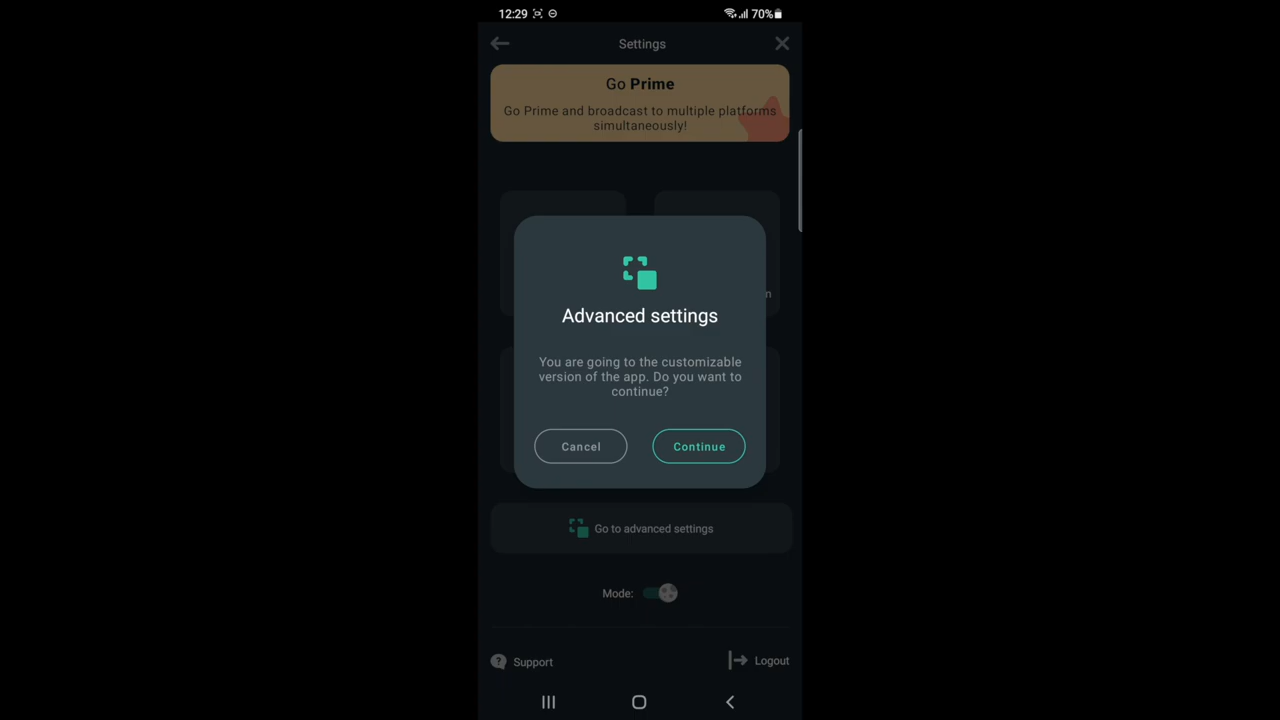 12:29
70%
Settings
Go Prime
Go Prime and broadcast to multiple platforms
simultaneously!
n
Advanced settings
You are going to the customizable
version of the app. Do you want to
continue?
Cancel
Continue
Go to advanced settings
Mode:
Support
Logout